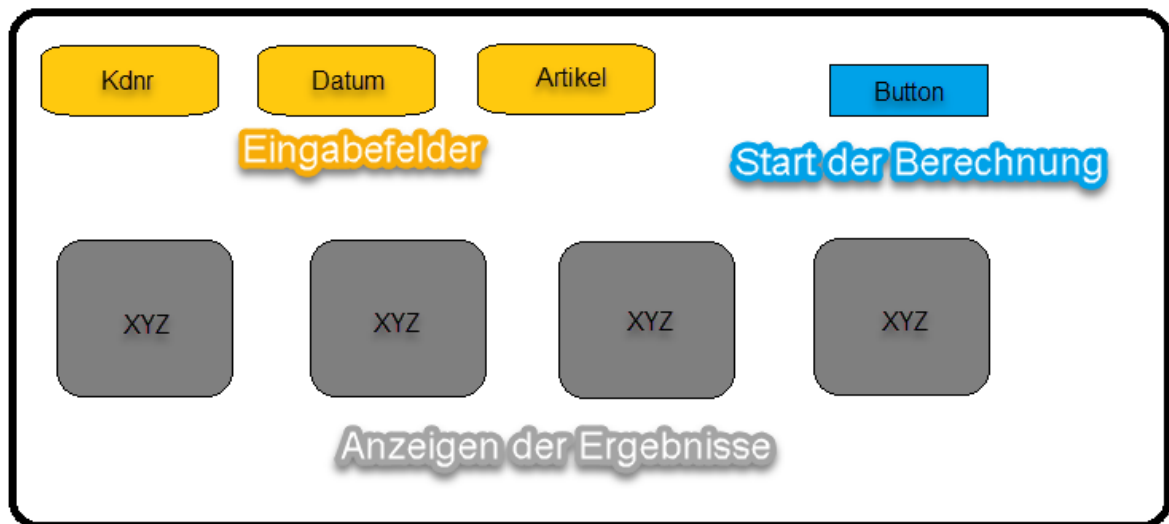 Kdnr Datum Artikel Button
Eingabefelder Start der Berechnung
XYZ XYZ XYZ XYZ
Anzeigen der Ergebnisse